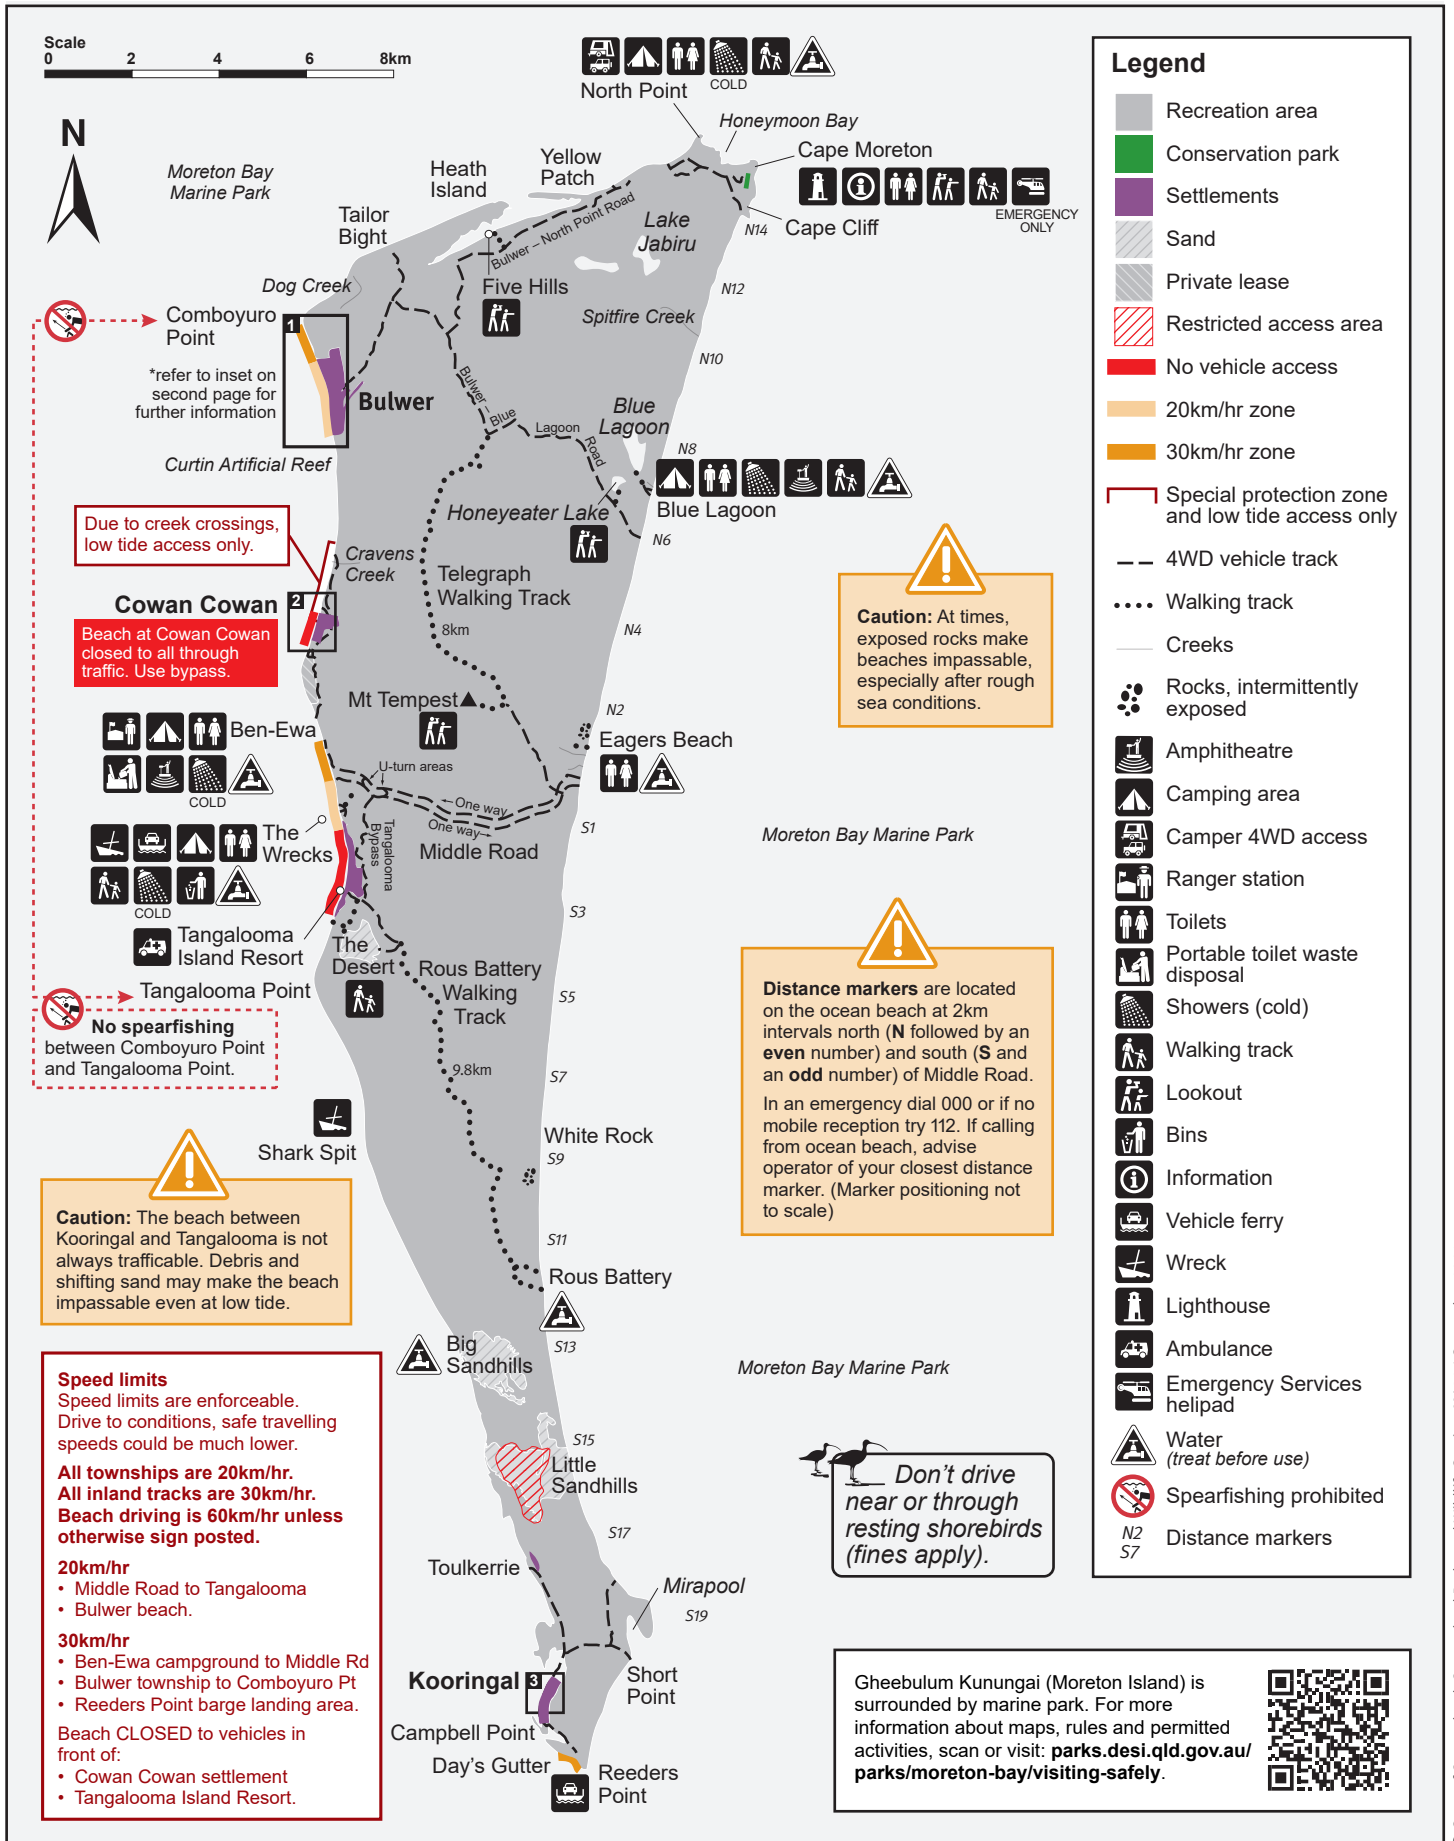 Scale
0 2 4 6 8km
N
Moreton Bay
Marine Park
North Point
COLD
Honeymoon Bay
Cape Moreton
EMERGENCY
ONLY
Cape Cliff
N14
Heath
Island
Yellow
Patch
Tailor
Bight
Bulwer – North Point Road
Lake
Jabiru
Dog Creek
Five Hills
N12
Spitfire Creek
N10
Comboyuro
Point
1
*refer to inset on
second page for
further information
Bulwer
Bulwer –
Blue
Lagoon
Road
Blue
Lagoon
N8
Curtin Artificial Reef
Blue Lagoon
Honeyeater Lake
N6
Due to creek crossings,
low tide access only.
Cravens
Creek
Telegraph
Walking Track
Cowan Cowan
2
Beach at Cowan Cowan
closed to all through
traffic. Use bypass.
8km
N4
Mt Tempest
N2
Ben-Ewa
COLD
Eagers Beach
U-turn areas
One way
One way
S1
The
Wrecks
COLD
Tangalooma
Bypass
Middle Road
Moreton Bay Marine Park
S3
Tangalooma
Island Resort
The
Desert
Rous Battery
Walking
Track
S5
Tangalooma Point
No spearfishing
between Comboyuro Point
and Tangalooma Point.
9.8km
S7
Shark Spit
White Rock
S9
S11
Rous Battery
S13
Big
Sandhills
Moreton Bay Marine Park
S15
Little
Sandhills
S17
Toulkerrie
Mirapool
S19
Kooringal
3
Short
Point
Campbell Point
Day's Gutter
Reeders
Point
Caution: At times,
exposed rocks make
beaches impassable,
especially after rough
sea conditions.
Distance markers are located
on the ocean beach at 2km
intervals north (N followed by an
even number) and south (S and
an odd number) of Middle Road.
In an emergency dial 000 or if no
mobile reception try 112. If calling
from ocean beach, advise
operator of your closest distance
marker. (Marker positioning not
to scale)
Caution: The beach between
Kooringal and Tangalooma is not
always trafficable. Debris and
shifting sand may make the beach
impassable even at low tide.
Speed limits
Speed limits are enforceable.
Drive to conditions, safe travelling
speeds could be much lower.
All townships are 20km/hr.
All inland tracks are 30km/hr.
Beach driving is 60km/hr unless
otherwise sign posted.
20km/hr
• Middle Road to Tangalooma
• Bulwer beach.
30km/hr
• Ben-Ewa campground to Middle Rd
• Bulwer township to Comboyuro Pt
• Reeders Point barge landing area.
Beach CLOSED to vehicles in
front of:
• Cowan Cowan settlement
• Tangalooma Island Resort.
Don't drive
near or through
resting shorebirds
(fines apply).
Gheebulum Kunungai (Moreton Island) is
surrounded by marine park. For more
information about maps, rules and permitted
activities, scan or visit: parks.desi.qld.gov.au/
parks/moreton-bay/visiting-safely.
Legend
Recreation area
Conservation park
Settlements
Sand
Private lease
Restricted access area
No vehicle access
20km/hr zone
30km/hr zone
Special protection zone
and low tide access only
4WD vehicle track
Walking track
Creeks
Rocks, intermittently
exposed
Amphitheatre
Camping area
Camper 4WD access
Ranger station
Toilets
Portable toilet waste
disposal
Showers (cold)
Walking track
Lookout
Bins
Information
Vehicle ferry
Wreck
Lighthouse
Ambulance
Emergency Services
helipad
Water
(treat before use)
Spearfishing prohibited
N2
S7
Distance markers